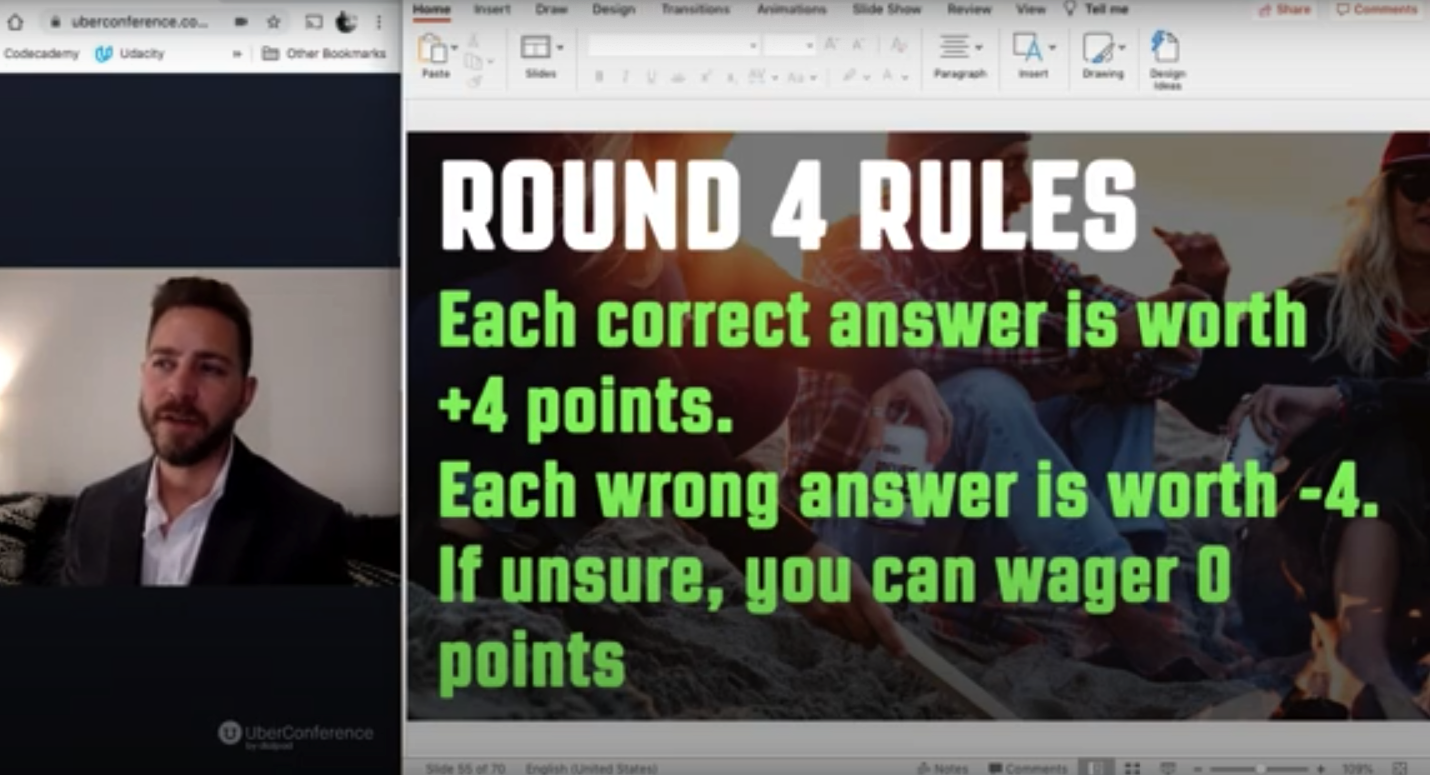 uberconference.co...
Codecademy Udacity » Other Bookmarks
Home Insert Draw Design Transitions Animations Slide Show Review View Tell me Share Comments
Paste Slides Paragraph Insert Drawing Design
Ideas
ROUND 4 RULES
Each correct answer is worth
+4 points.
Each wrong answer is worth -4.
If unsure, you can wager 0
points
UberConference
by dialpad
Slide 55 of 70 English (United States) Notes Comments 109%